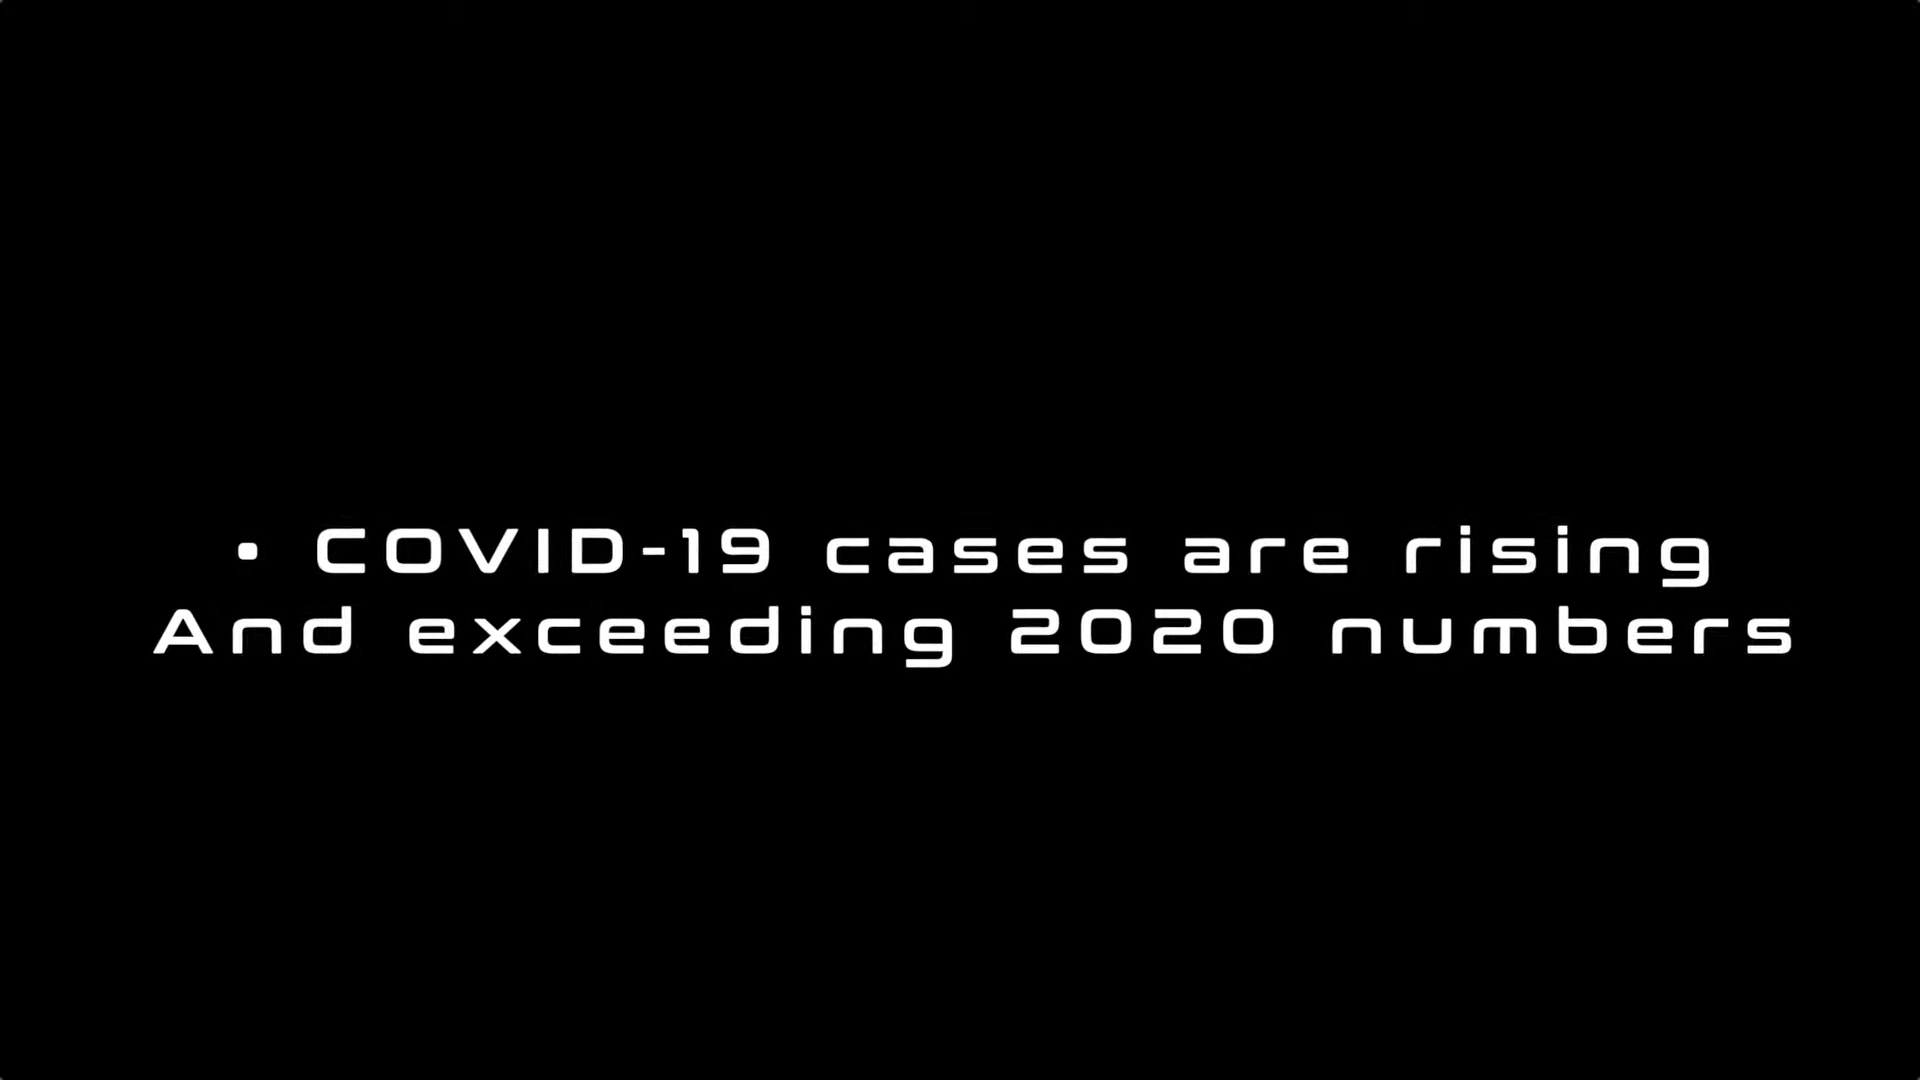 • COVID-19 cases are rising
And exceeding 2020 numbers